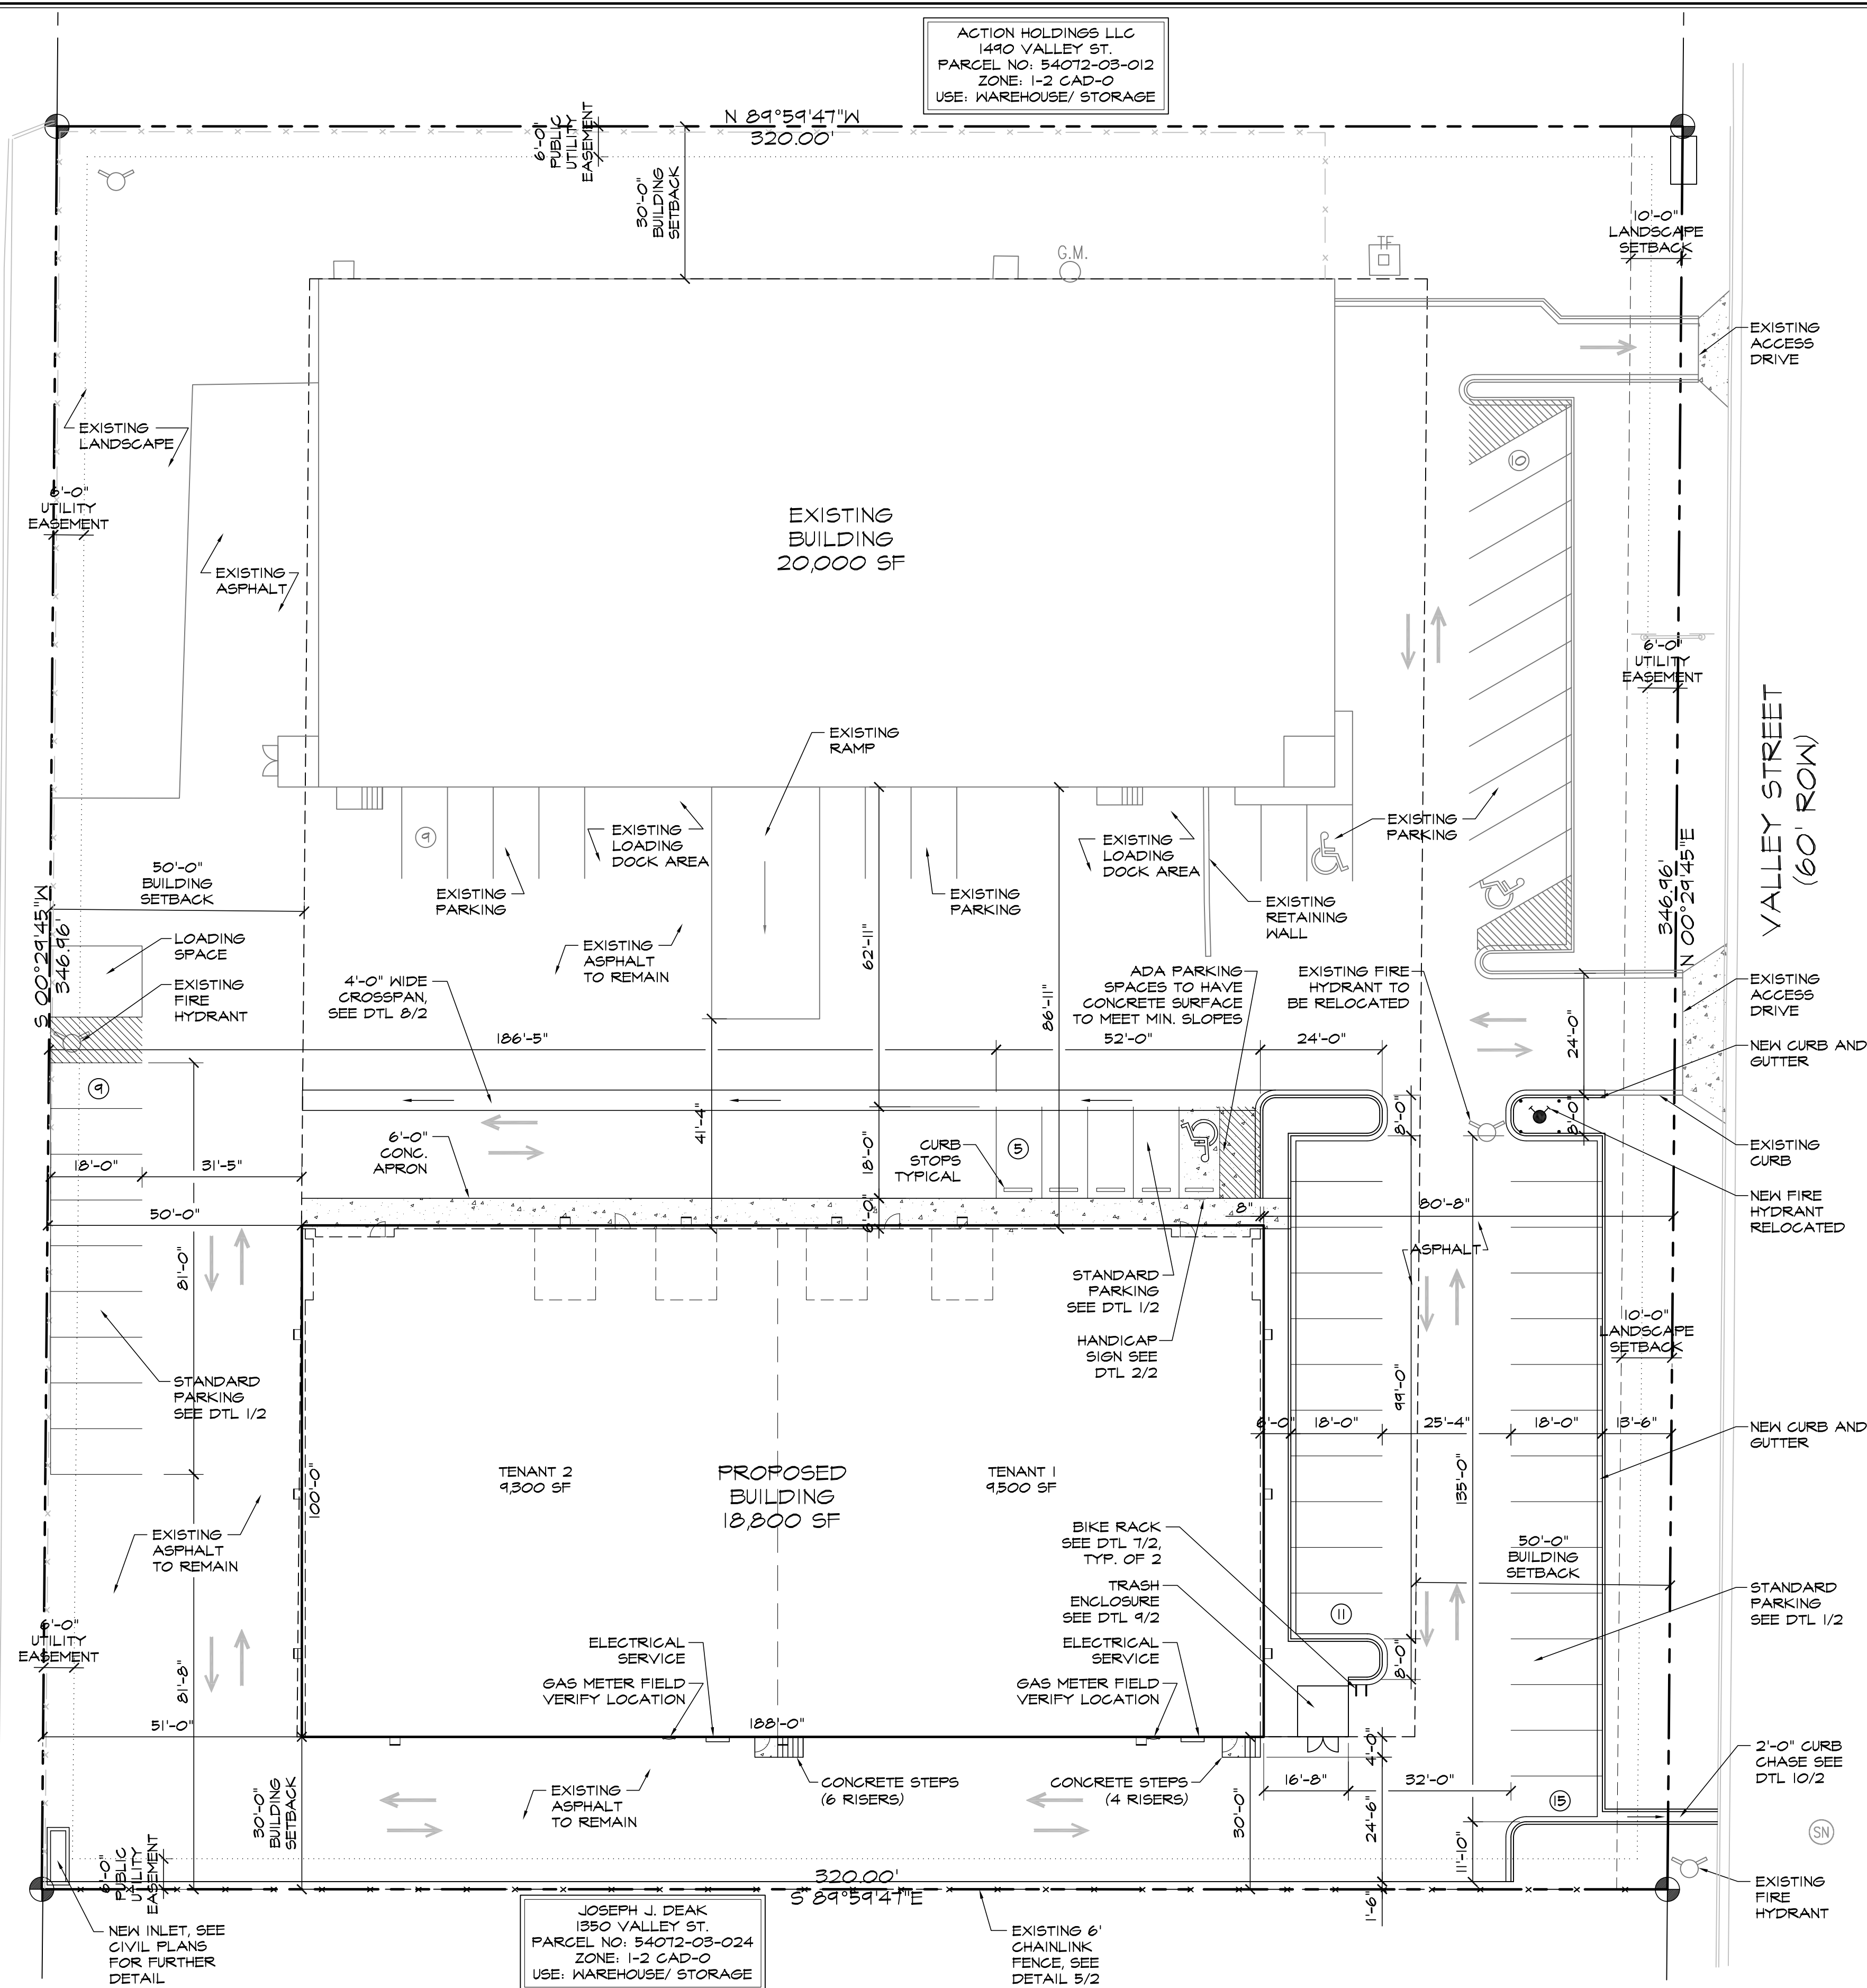 ACTION HOLDINGS LLC
1490 VALLEY ST.
PARCEL NO: 54072-03-012
ZONE: I-2 CAD-O
USE: WAREHOUSE/ STORAGE
N 89°59'47"W
320.00'
6'-0"
PUBLIC
UTILITY
EASEMENT
30'-0"
BUILDING
SETBACK
10'-0"
LANDSCAPE
SETBACK
G.M.
TF
EXISTING
ACCESS
DRIVE
EXISTING
LANDSCAPE
10
6'-0"
UTILITY
EASEMENT
EXISTING
BUILDING
20,000 SF
EXISTING
ASPHALT
6'-0"
UTILITY
EASEMENT
VALLEY STREET
(60' ROW)
EXISTING
RAMP
9
EXISTING
LOADING
DOCK AREA
EXISTING
LOADING
DOCK AREA
EXISTING
PARKING
346.96'
N 00°29'45"E
50'-0"
BUILDING
SETBACK
EXISTING
PARKING
EXISTING
PARKING
EXISTING
RETAINING
WALL
S 00°29'45"W
346.96'
LOADING
SPACE
EXISTING
ASPHALT
TO REMAIN
62'-11"
86'-11"
EXISTING
FIRE
HYDRANT
4'-0" WIDE
CROSSPAN,
SEE DTL 8/2
ADA PARKING
SPACES TO HAVE
CONCRETE SURFACE
TO MEET MIN. SLOPES
EXISTING FIRE
HYDRANT TO
BE RELOCATED
EXISTING
ACCESS
DRIVE
24'-0"
186'-5"
52'-0"
24'-0"
NEW CURB AND
GUTTER
9
41'-4"
8'-0"
8'-0"
6'-0"
CONC.
APRON
18'-0"
CURB
STOPS
TYPICAL
5
EXISTING
CURB
18'-0"
31'-5"
50'-0"
6'-0"
8"
80'-8"
NEW FIRE
HYDRANT
RELOCATED
81'-0"
ASPHALT
STANDARD
PARKING
SEE DTL 1/2
HANDICAP
SIGN SEE
DTL 2/2
10'-0"
LANDSCAPE
SETBACK
STANDARD
PARKING
SEE DTL 1/2
99'-0"
6'-0"
18'-0"
25'-4"
18'-0"
13'-6"
NEW CURB AND
GUTTER
100'-0"
TENANT 2
9,300 SF
PROPOSED
BUILDING
18,800 SF
TENANT 1
9,500 SF
135'-0"
EXISTING
ASPHALT
TO REMAIN
BIKE RACK
SEE DTL 7/2,
TYP. OF 2
50'-0"
BUILDING
SETBACK
TRASH
ENCLOSURE
SEE DTL 9/2
STANDARD
PARKING
SEE DTL 1/2
11
6'-0"
UTILITY
EASEMENT
81'-8"
ELECTRICAL
SERVICE
GAS METER FIELD
VERIFY LOCATION
ELECTRICAL
SERVICE
GAS METER FIELD
VERIFY LOCATION
8'-0"
51'-0"
188'-0"
4'-0"
2'-0" CURB
CHASE SEE
DTL 10/2
30'-0"
BUILDING
SETBACK
EXISTING
ASPHALT
TO REMAIN
CONCRETE STEPS
(6 RISERS)
CONCRETE STEPS
(4 RISERS)
16'-8"
32'-0"
15
30'-0"
24'-6"
11'-10"
SN
6'-0"
PUBLIC
UTILITY
EASEMENT
320.00'
S 89°59'47"E
1'-6"
EXISTING
FIRE
HYDRANT
NEW INLET, SEE
CIVIL PLANS
FOR FURTHER
DETAIL
JOSEPH J. DEAK
1350 VALLEY ST.
PARCEL NO: 54072-03-024
ZONE: I-2 CAD-O
USE: WAREHOUSE/ STORAGE
EXISTING 6'
CHAINLINK
FENCE, SEE
DETAIL 5/2